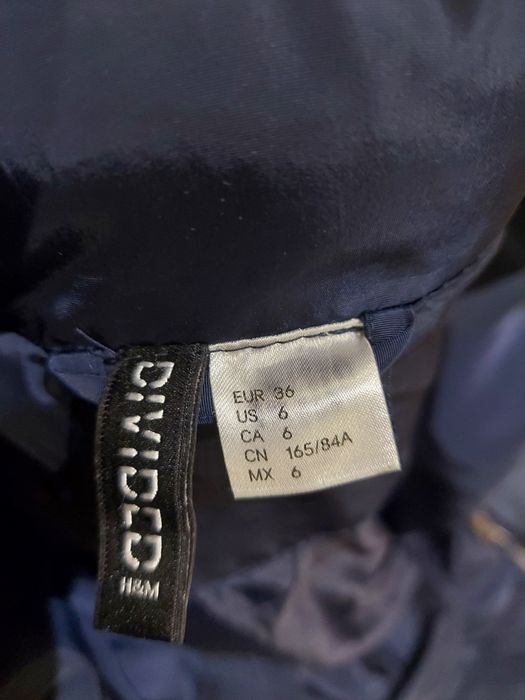 DIVIDED
H&M
EUR 36
US 6
CA 6
CN 165/84A
MX 6